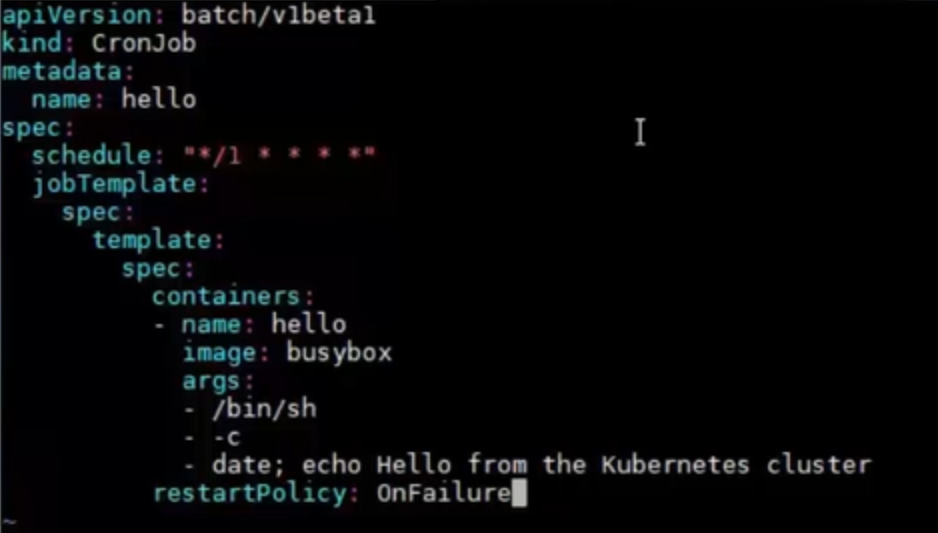 apiVersion: batch/v1beta1
kind: CronJob
metadata:
  name: hello
spec:
  schedule: "*/1 * * * *"
  jobTemplate:
    spec:
      template:
        spec:
          containers:
          - name: hello
            image: busybox
            args:
            - /bin/sh
            - -c
            - date; echo Hello from the Kubernetes cluster
          restartPolicy: OnFailure
~